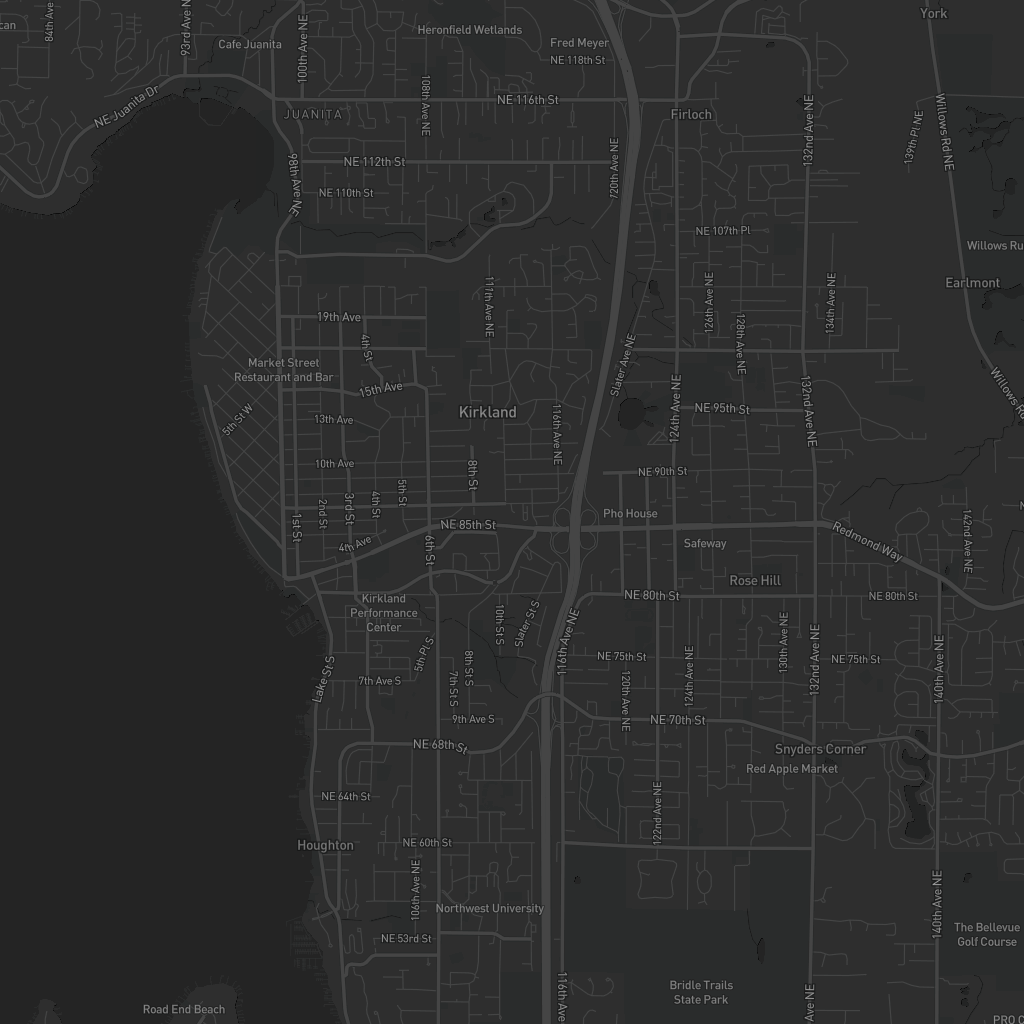 York
can
84th Ave
93rd Ave N
Cafe Juanita
100th Ave NE
Heronfield Wetlands
Fred Meyer
NE 118th St
NE Juanita Dr
JUANITA
108th Ave NE
NE 116th St
Firloch
132nd Ave NE
139th Pl NE
Willows Rd NE
NE 112th St
720th Ave NE
98th Ave NE
NE 110th St
NE 107th Pl
Willows Ru
Earlmont
111th Ave NE
126th Ave NE
134th Ave NE
19th Ave
4th St
128th Ave NE
Slater Ave NE
Market Street
Restaurant and Bar
15th Ave
Willows Rd
124th Ave NE
132nd Ave NE
5th St W
13th Ave
Kirkland
116th Ave NE
NE 95th St
10th Ave
8th St
NE 90th St
5th St
4th St
3rd St
2nd St
1st St
Pho House
142nd Ave NE
N
NE 85th St
Redmond Way
4th Ave
6th St
Safeway
Rose Hill
NE 80th St
NE 80th St
Kirkland
Performance
Center
10th St S
Slater St S
116th Ave NE
130th Ave NE
132nd Ave NE
140th Ave NE
5th Pl S
8th St S
NE 75th St
NE 75th St
124th Ave NE
Lake St S
7th Ave S
7th St S
120th Ave NE
9th Ave S
NE 70th St
NE 68th St
Snyders Corner
Red Apple Market
NE 64th St
122nd Ave NE
Houghton
NE 60th St
106th Ave NE
140th Ave NE
Northwest University
NE 53rd St
The Bellevue
Golf Course
116th Ave
Bridle Trails
State Park
Ave NE
Road End Beach
PRO C